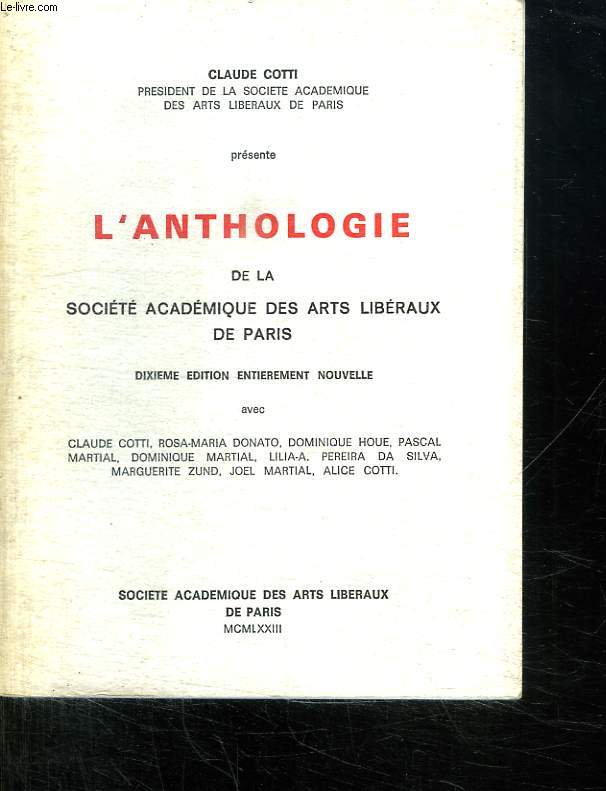 Le-livre.com
CLAUDE COTTI
PRESIDENT DE LA SOCIETE ACADEMIQUE
DES ARTS LIBERAUX DE PARIS
présente
L'ANTHOLOGIE
DE LA
SOCIÉTÉ ACADÉMIQUE DES ARTS LIBÉRAUX
DE PARIS
DIXIEME EDITION ENTIEREMENT NOUVELLE
avec
CLAUDE COTTI, ROSA-MARIA DONATO, DOMINIQUE HOUE, PASCAL
MARTIAL, DOMINIQUE MARTIAL, LILIA-A. PEREIRA DA SILVA,
MARGUERITE ZUND, JOEL MARTIAL, ALICE COTTI.
SOCIETE ACADEMIQUE DES ARTS LIBERAUX
DE PARIS
MCMLXXIII